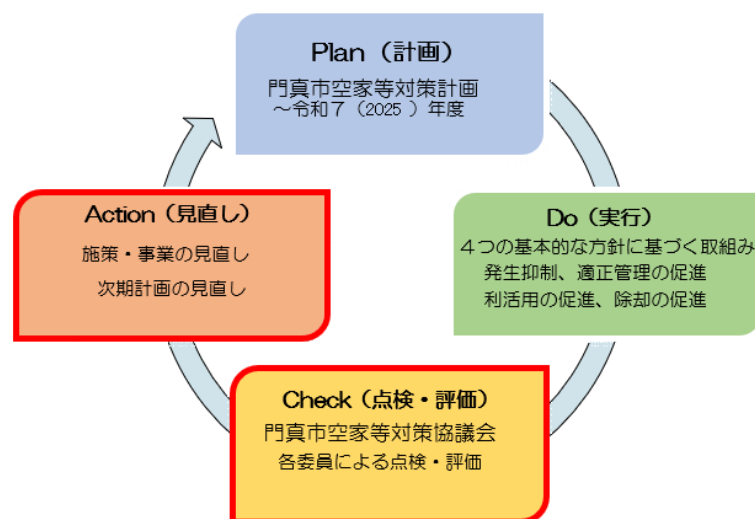 Plan（計画）
門真市空家等対策計画
～令和７（2025）年度
Do（実行）
４つの基本的な方針に基づく取組み
発生抑制、適正管理の促進
利活用の促進、除却の促進
Check（点検・評価）
門真市空家等対策協議会
各委員による点検・評価
Action（見直し）
施策・事業の見直し
次期計画の見直し